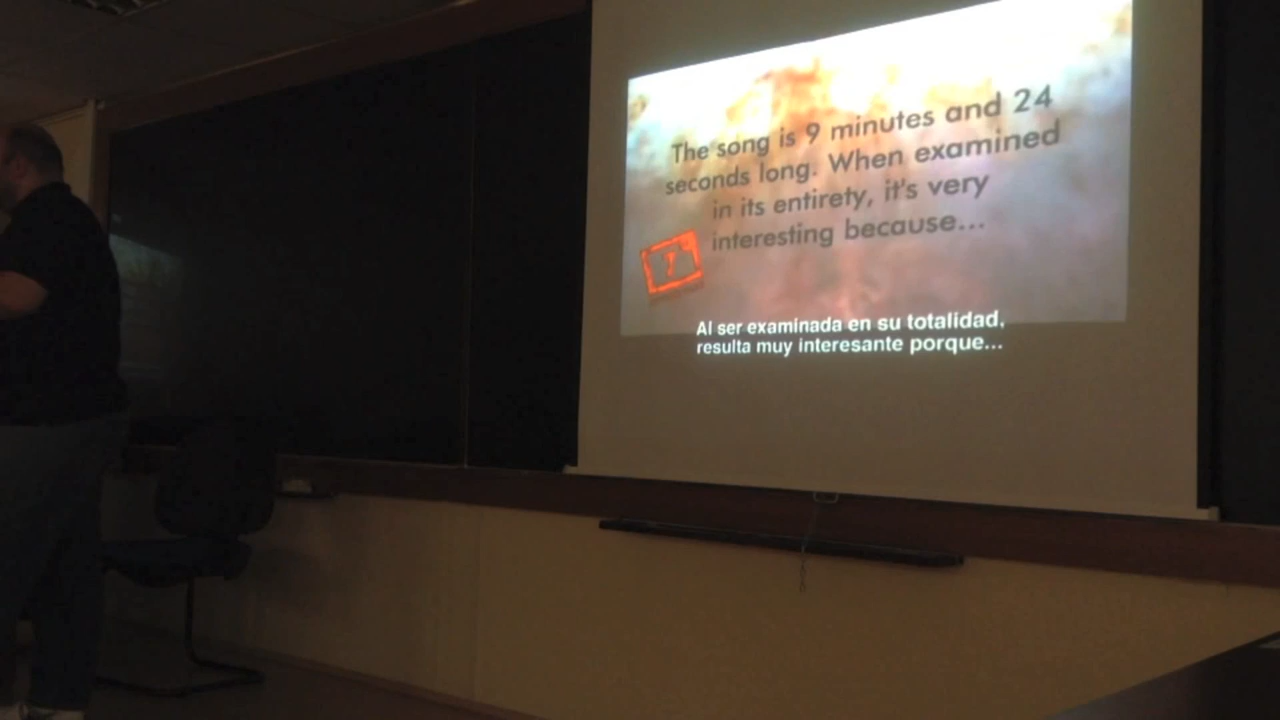 The song is 9 minutes and 24
seconds long. When examined
in its entirety, it's very
interesting because...
Al ser examinada en su totalidad,
resulta muy interesante porque...